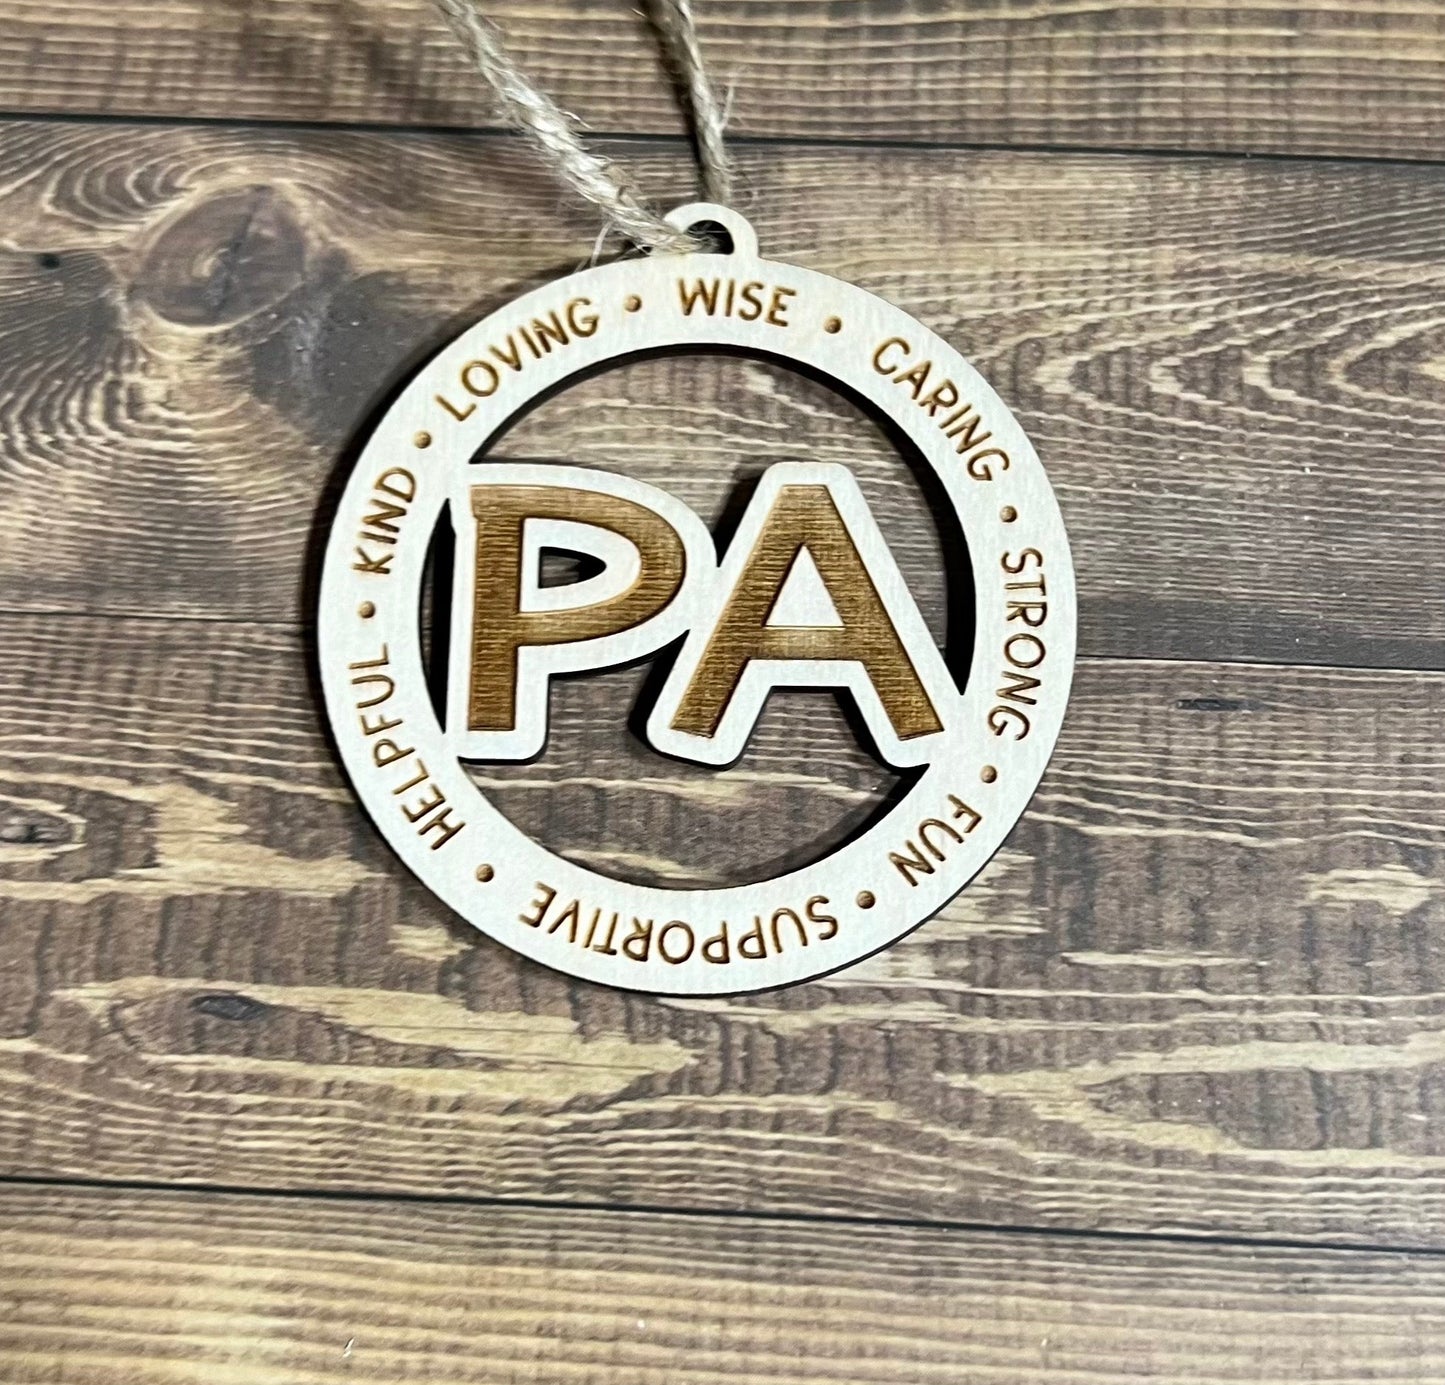 LOVING • WISE • CARING • STRONG • FUN • SUPPORTIVE • HELPFUL • KIND •
PA